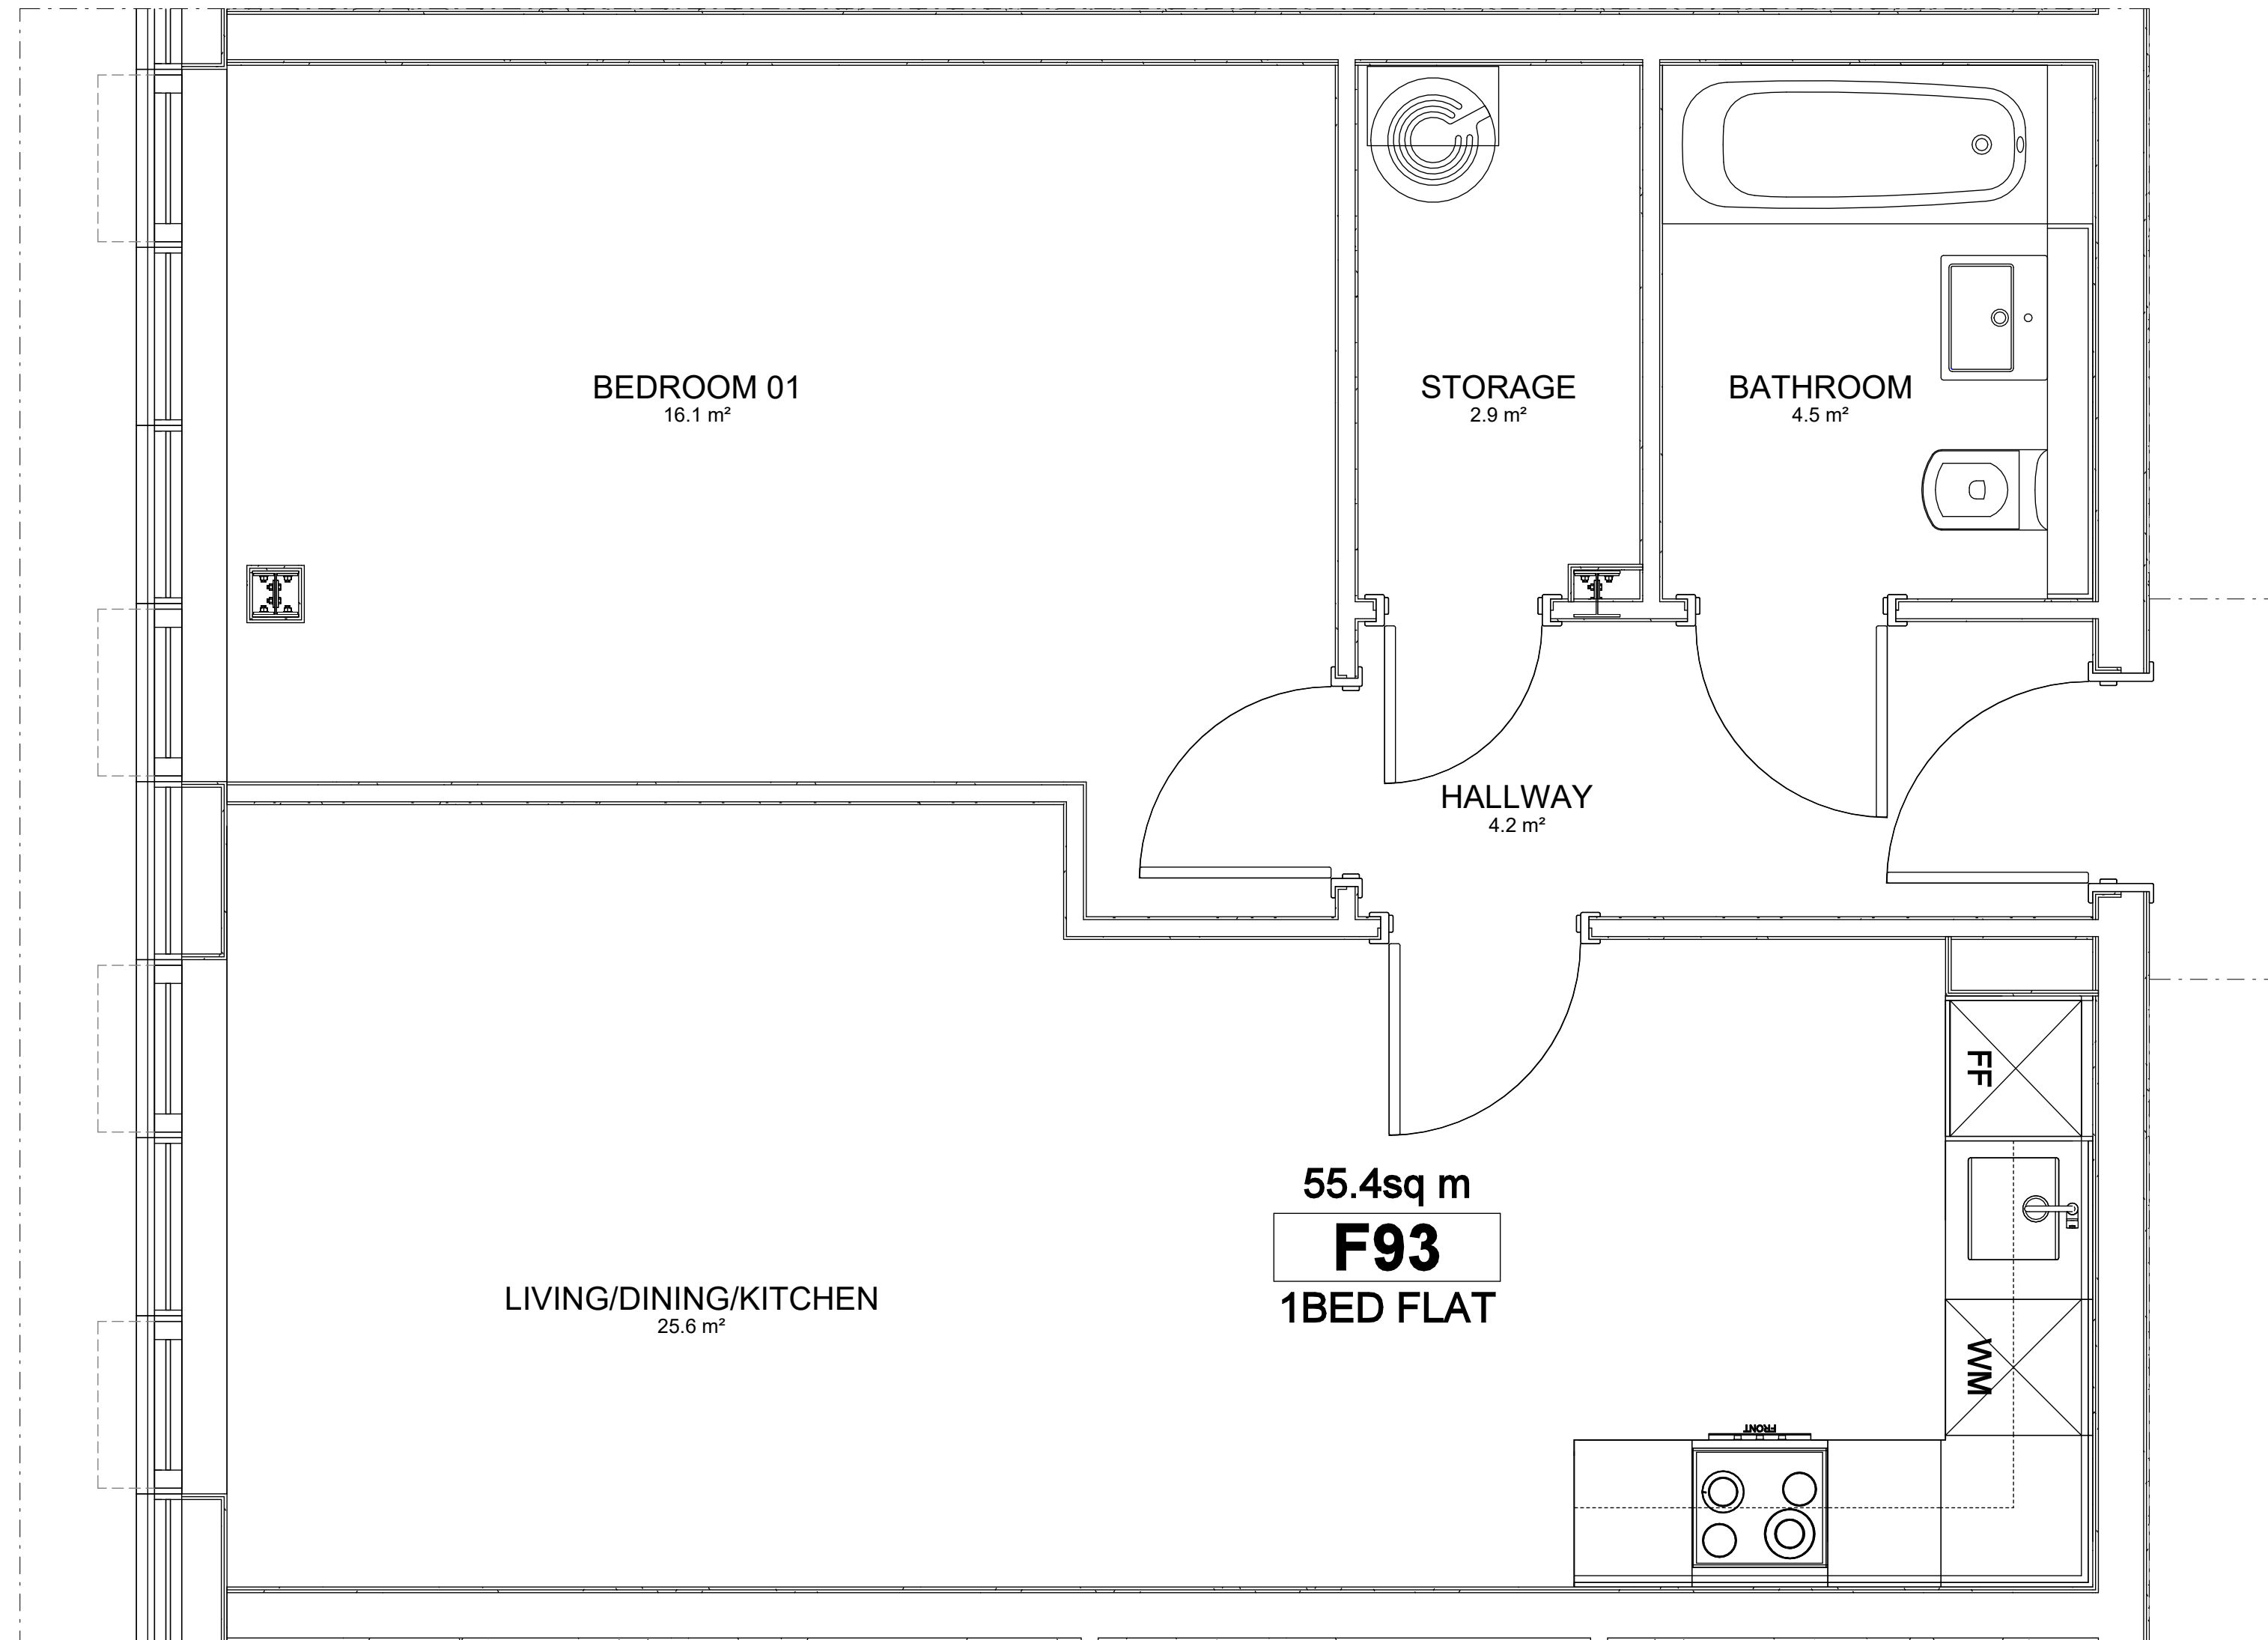 BEDROOM 01
16.1 m²
STORAGE
2.9 m²
BATHROOM
4.5 m²
HALLWAY
4.2 m²
FF
55.4sq m
F93
1BED FLAT
LIVING/DINING/KITCHEN
25.6 m²
WM
FRONT